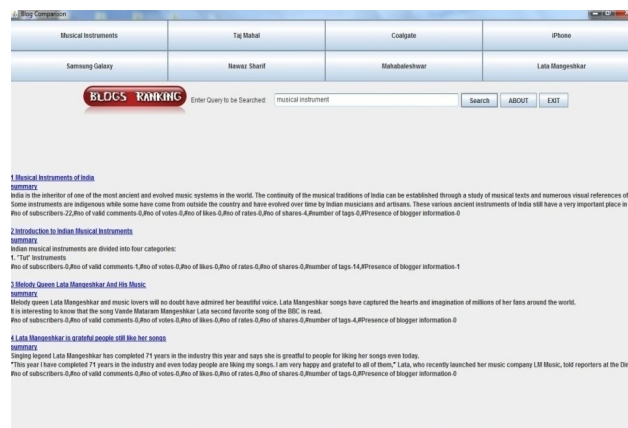 Blog Comparison
Musical Instruments Taj Mahal Coalgate iPhone
Samsung Galaxy Nawaz Sharif Mahabaleshwar Lata Mangeshkar
BLOGS RANKING Enter Query to be Searched: musical instrument Search ABOUT EXIT
1 Musical Instruments of India
summary
India is the inheritor of one of the most ancient and evolved music systems in the world. The continuity of the musical traditions of India can be established through a study of musical texts and numerous visual references of
Some instruments are indigenous while some have come from outside the country and have evolved over time by Indian musicians and artisans. These various ancient instruments of India still have a very important place in
#no of subscribers-22,#no of valid comments-0,#no of votes-0,#no of likes-0,#no of rates-0,#no of shares-4,#number of tags-0,#Presence of blogger information-0
2 Introduction to Indian Musical Instruments
summary
Indian musical instruments are divided into four categories:
1. "Tut" Instruments
#no of subscribers-0,#no of valid comments-1,#no of votes-0,#no of likes-0,#no of rates-0,#no of shares-0,#number of tags-14,#Presence of blogger information-1
3 Melody Queen Lata Mangeshkar And His Music
summary
Melody queen Lata Mangeshkar and music lovers will no doubt have admired her beautiful voice. Lata Mangeshkar songs have captured the hearts and imagination of millions of her fans around the world.
It is interesting to know that the song Vande Mataram Mangeshkar Lata second favorite song of the BBC is read.
#no of subscribers-0,#no of valid comments-0,#no of votes-0,#no of likes-0,#no of rates-0,#no of shares-0,#number of tags-4,#Presence of blogger information-0
4 Lata Mangeshkar is grateful people still like her songs
summary
Singing legend Lata Mangeshkar has completed 71 years in the industry this year and says she is greatful to people for liking her songs even today.
"This year I have completed 71 years in the industry and even today people are liking my songs. I am very happy and grateful to all of them," Lata, who recently launched her music company LM Music, told reporters at the Din
#no of subscribers-0,#no of valid comments-0,#no of votes-0,#no of likes-0,#no of rates-0,#no of shares-0,#number of tags-0,#Presence of blogger information-0